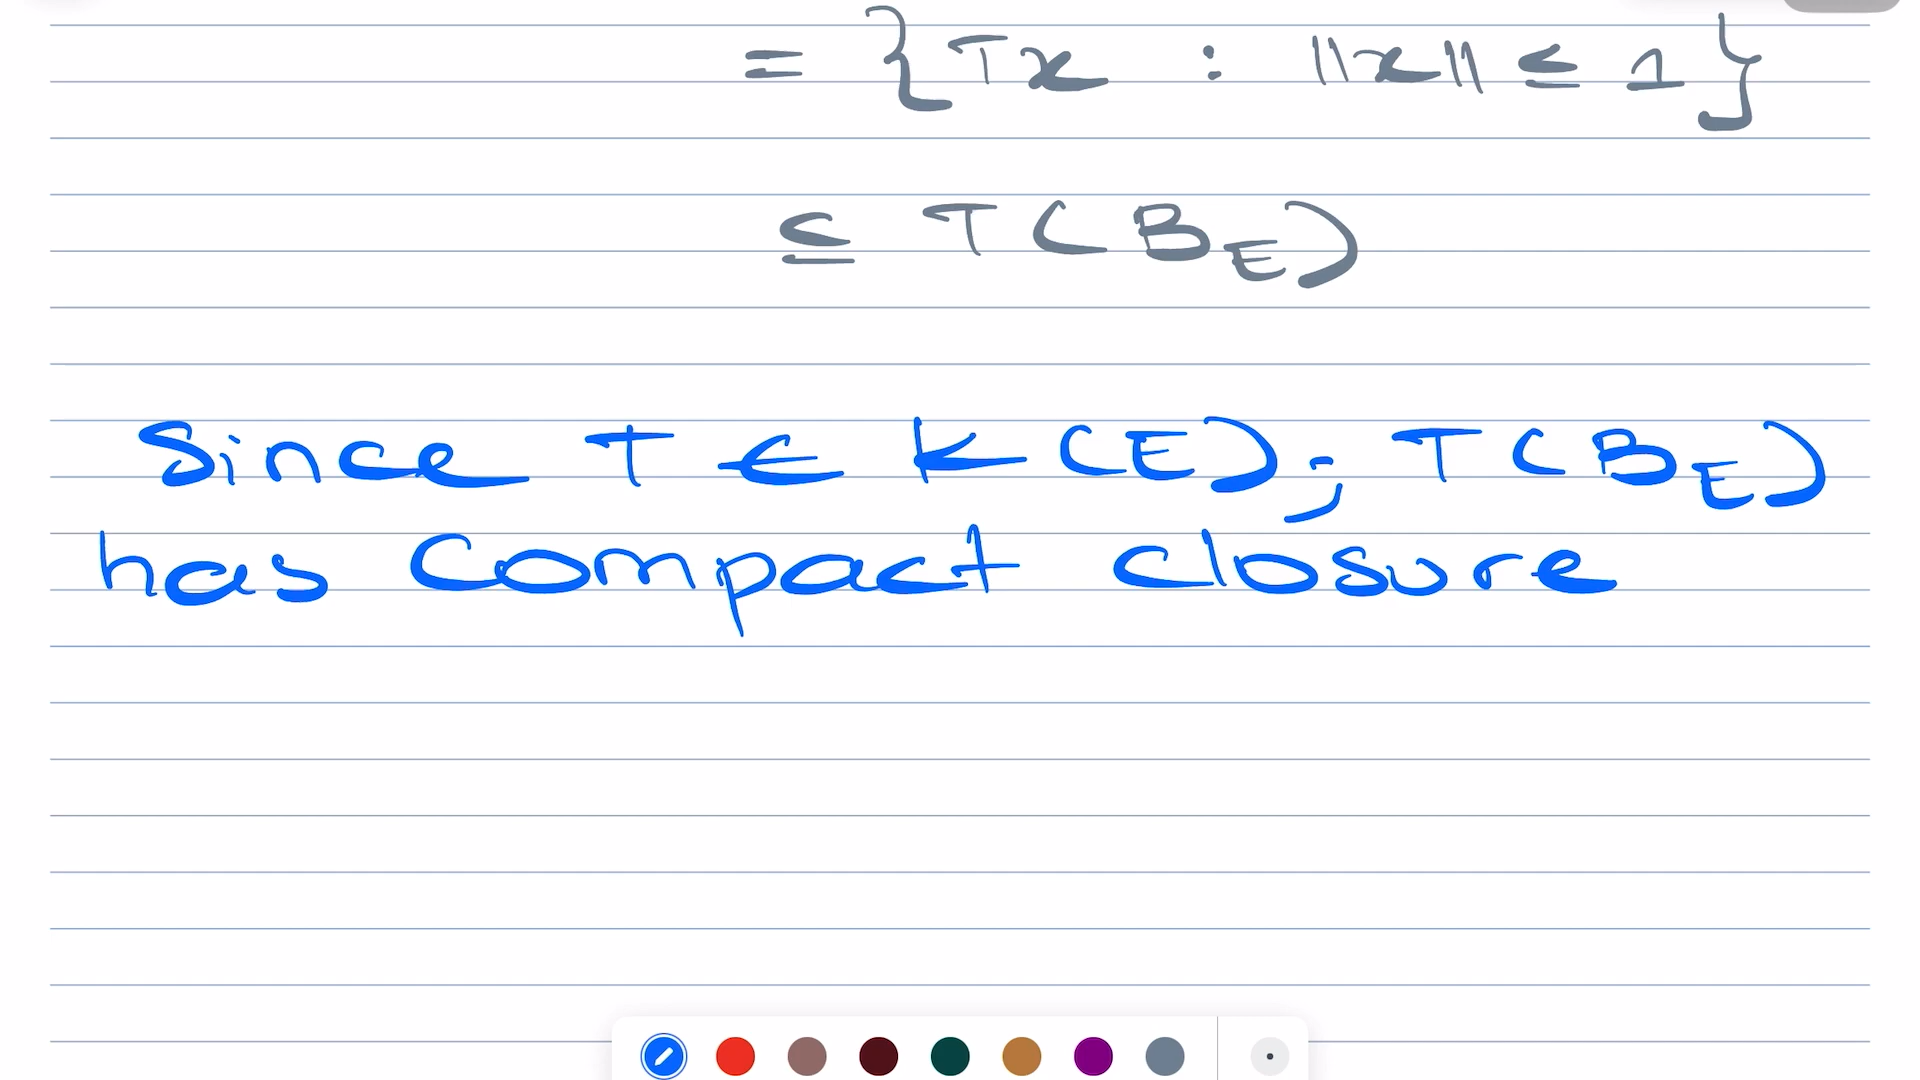 = {Tx : ||x|| ≤ 1}
⊆ T(B_E)
Since T ∈ K(E); T(B_E)
has compact closure